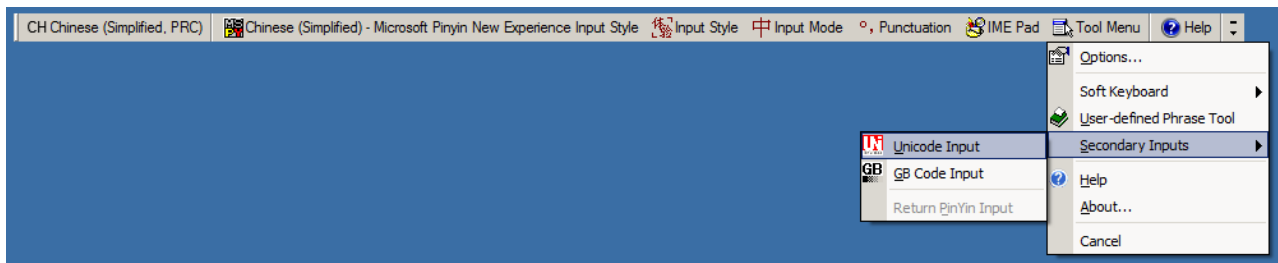 CH Chinese (Simplified, PRC) Chinese (Simplified) - Microsoft Pinyin New Experience Input Style Input Style 中 Input Mode °, Punctuation IME Pad Tool Menu Help
Options...
Soft Keyboard
User-defined Phrase Tool
Secondary Inputs
Help
About...
Cancel
Unicode Input
GB GB Code Input
Return PinYin Input